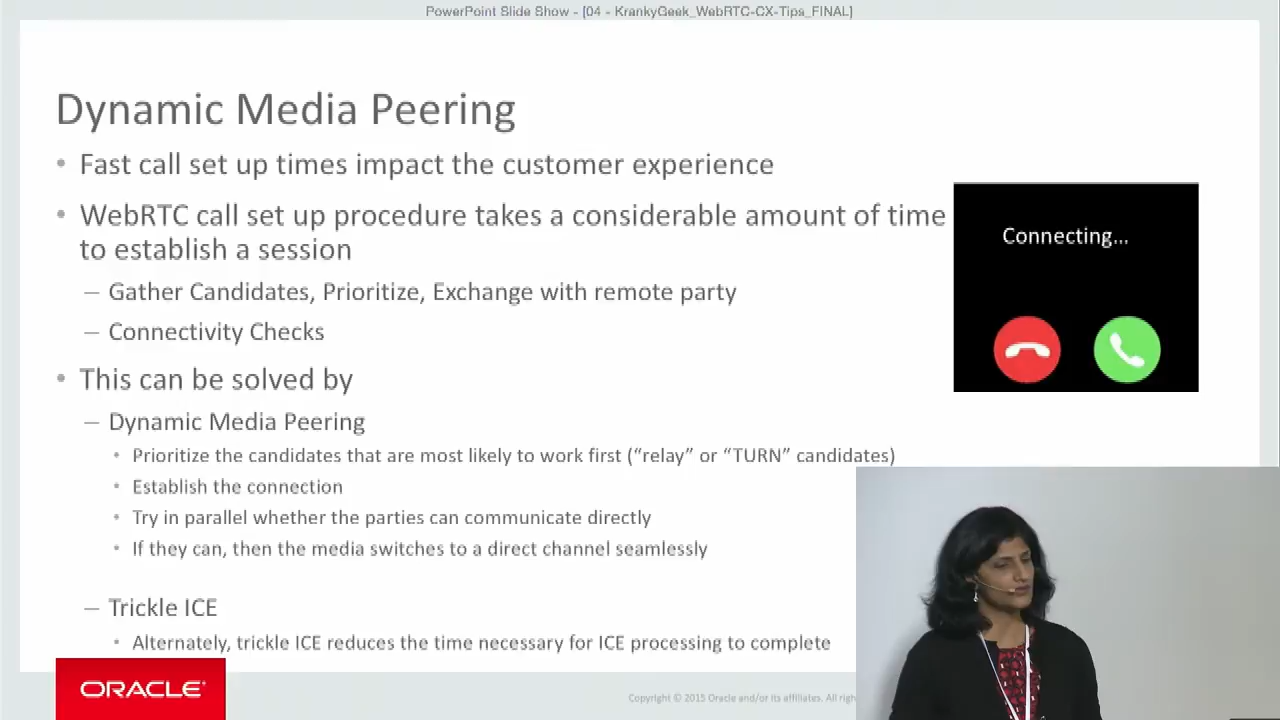 PowerPoint Slide Show - [04 - KrankyGeek_WebRTC-CX-Tips_FINAL]
Dynamic Media Peering
• Fast call set up times impact the customer experience
• WebRTC call set up procedure takes a considerable amount of time
to establish a session
– Gather Candidates, Prioritize, Exchange with remote party
– Connectivity Checks
• This can be solved by
– Dynamic Media Peering
• Prioritize the candidates that are most likely to work first (“relay” or “TURN” candidates)
• Establish the connection
• Try in parallel whether the parties can communicate directly
• If they can, then the media switches to a direct channel seamlessly
– Trickle ICE
• Alternately, trickle ICE reduces the time necessary for ICE processing to complete
Connecting...
ORACLE®
Copyright © 2015 Oracle and/or its affiliates. All